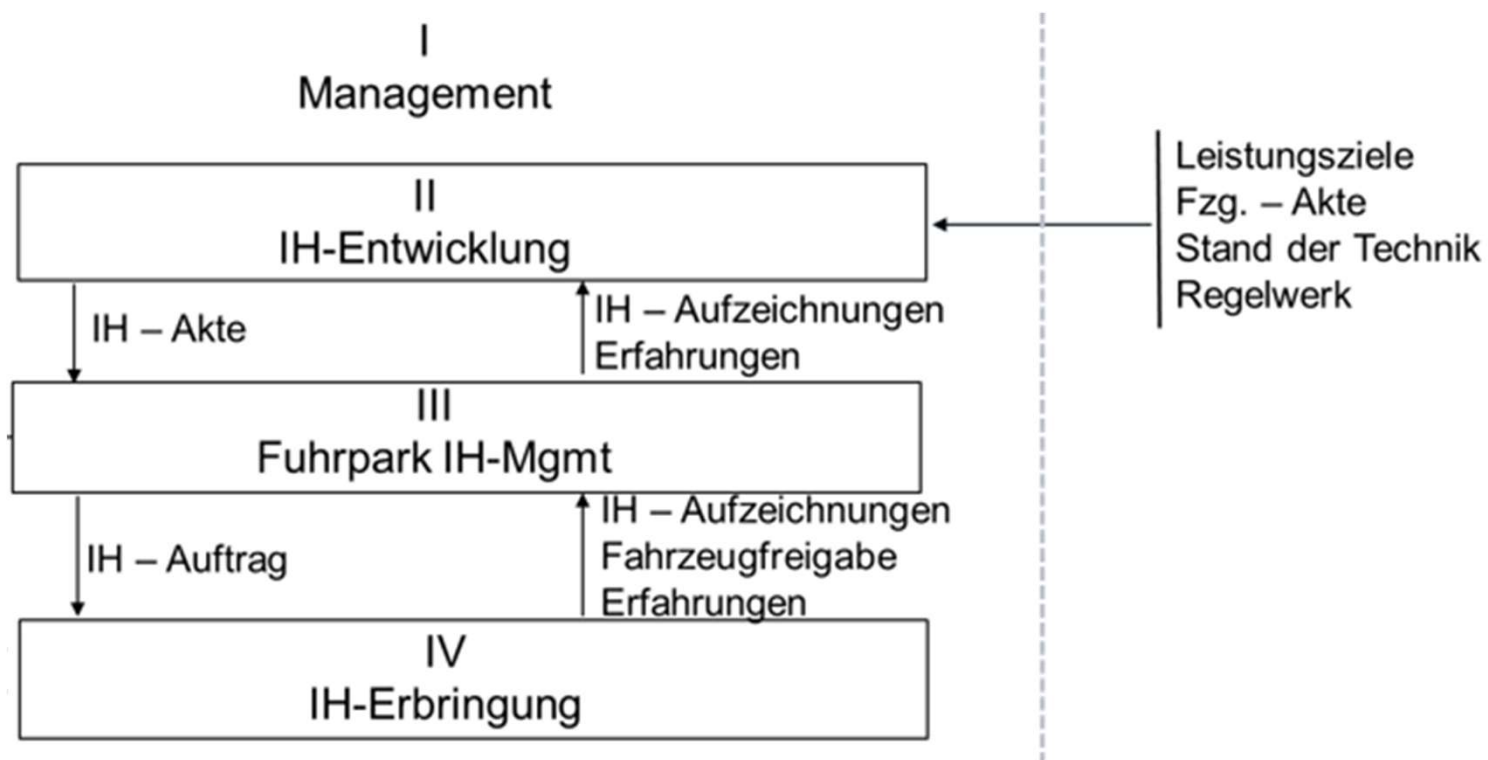 I
Management
II
IH-Entwicklung
Leistungsziele
Fzg. – Akte
Stand der Technik
Regelwerk
IH – Akte
IH – Aufzeichnungen
Erfahrungen
III
Fuhrpark IH-Mgmt
IH – Auftrag
IH – Aufzeichnungen
Fahrzeugfreigabe
Erfahrungen
IV
IH-Erbringung